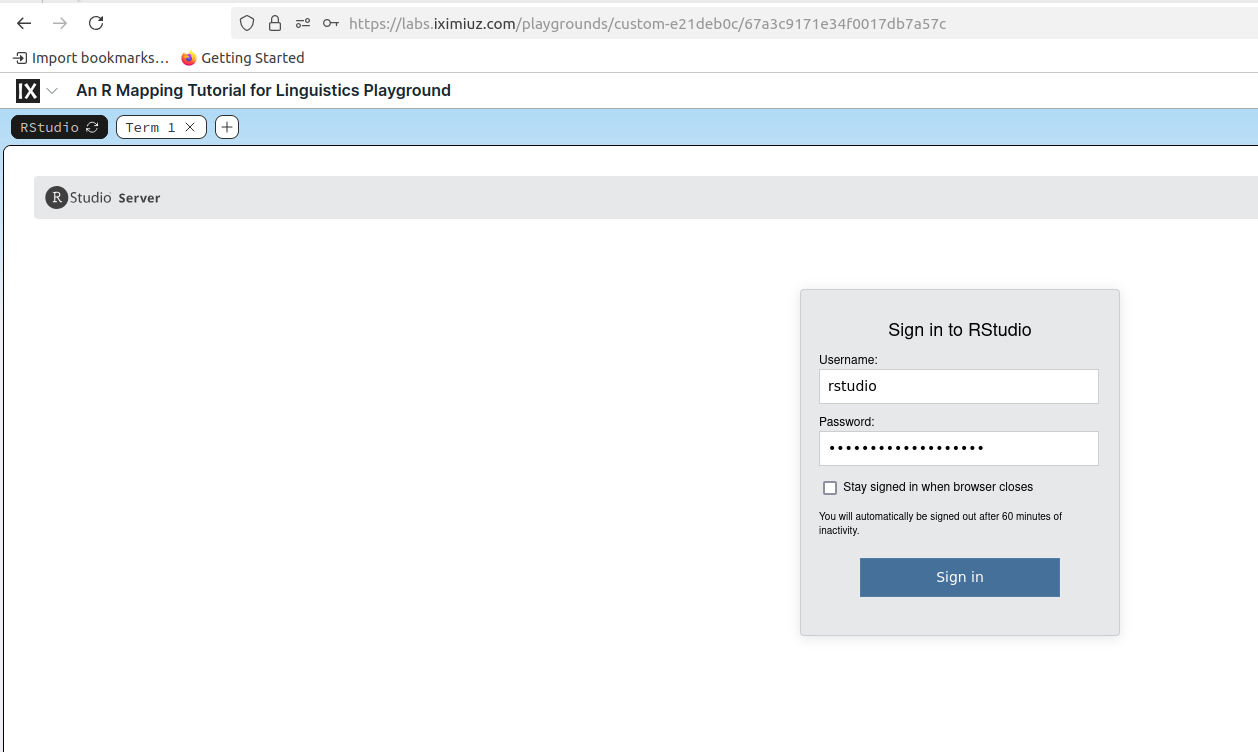 https://labs.iximiuz.com/playgrounds/custom-e21deb0c/67a3c9171e34f0017db7a57c
Import bookmarks… Getting Started
IX An R Mapping Tutorial for Linguistics Playground
RStudio Term 1
R Studio Server
Sign in to RStudio
Username:
rstudio
Password:
•••••••••••••••••••
Stay signed in when browser closes
You will automatically be signed out after 60 minutes of
inactivity.
Sign in